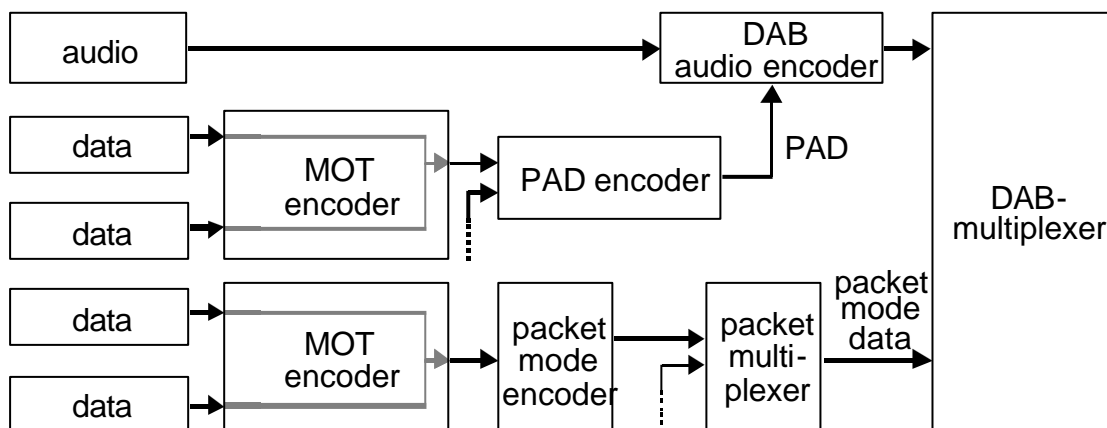 audio
DAB
audio encoder
data
MOT
encoder
PAD encoder
PAD
data
DAB-
multiplexer
data
MOT
encoder
packet
mode
encoder
packet
multi-
plexer
packet
mode
data
data